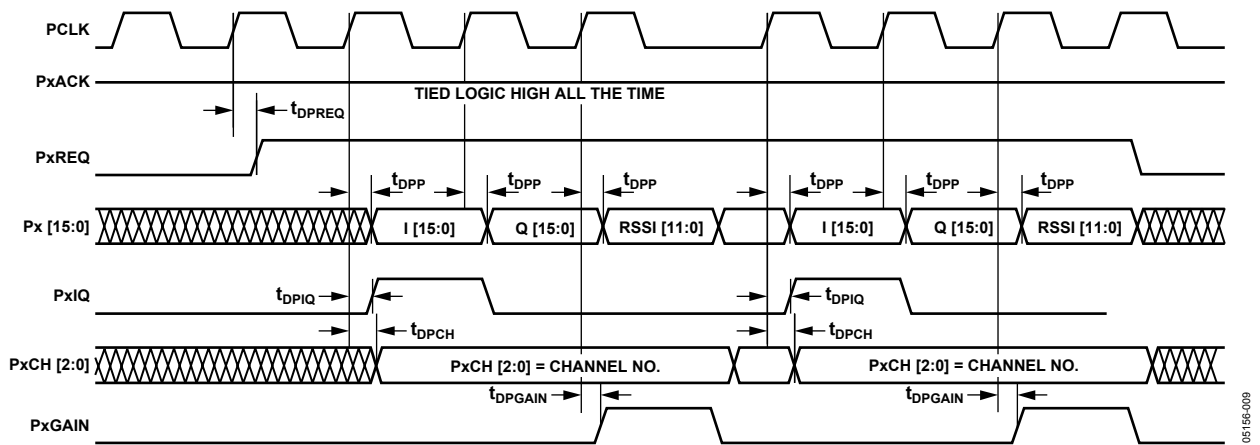 PCLK
PxACK
TIED LOGIC HIGH ALL THE TIME
tDPREQ
PxREQ
tDPP tDPP tDPP tDPP tDPP tDPP
Px [15:0] I [15:0] Q [15:0] RSSI [11:0] I [15:0] Q [15:0] RSSI [11:0]
PxIQ tDPIQ tDPIQ
tDPCH tDPCH
PxCH [2:0] PxCH [2:0] = CHANNEL NO. PxCH [2:0] = CHANNEL NO.
tDPGAIN tDPGAIN
PxGAIN
05156-009